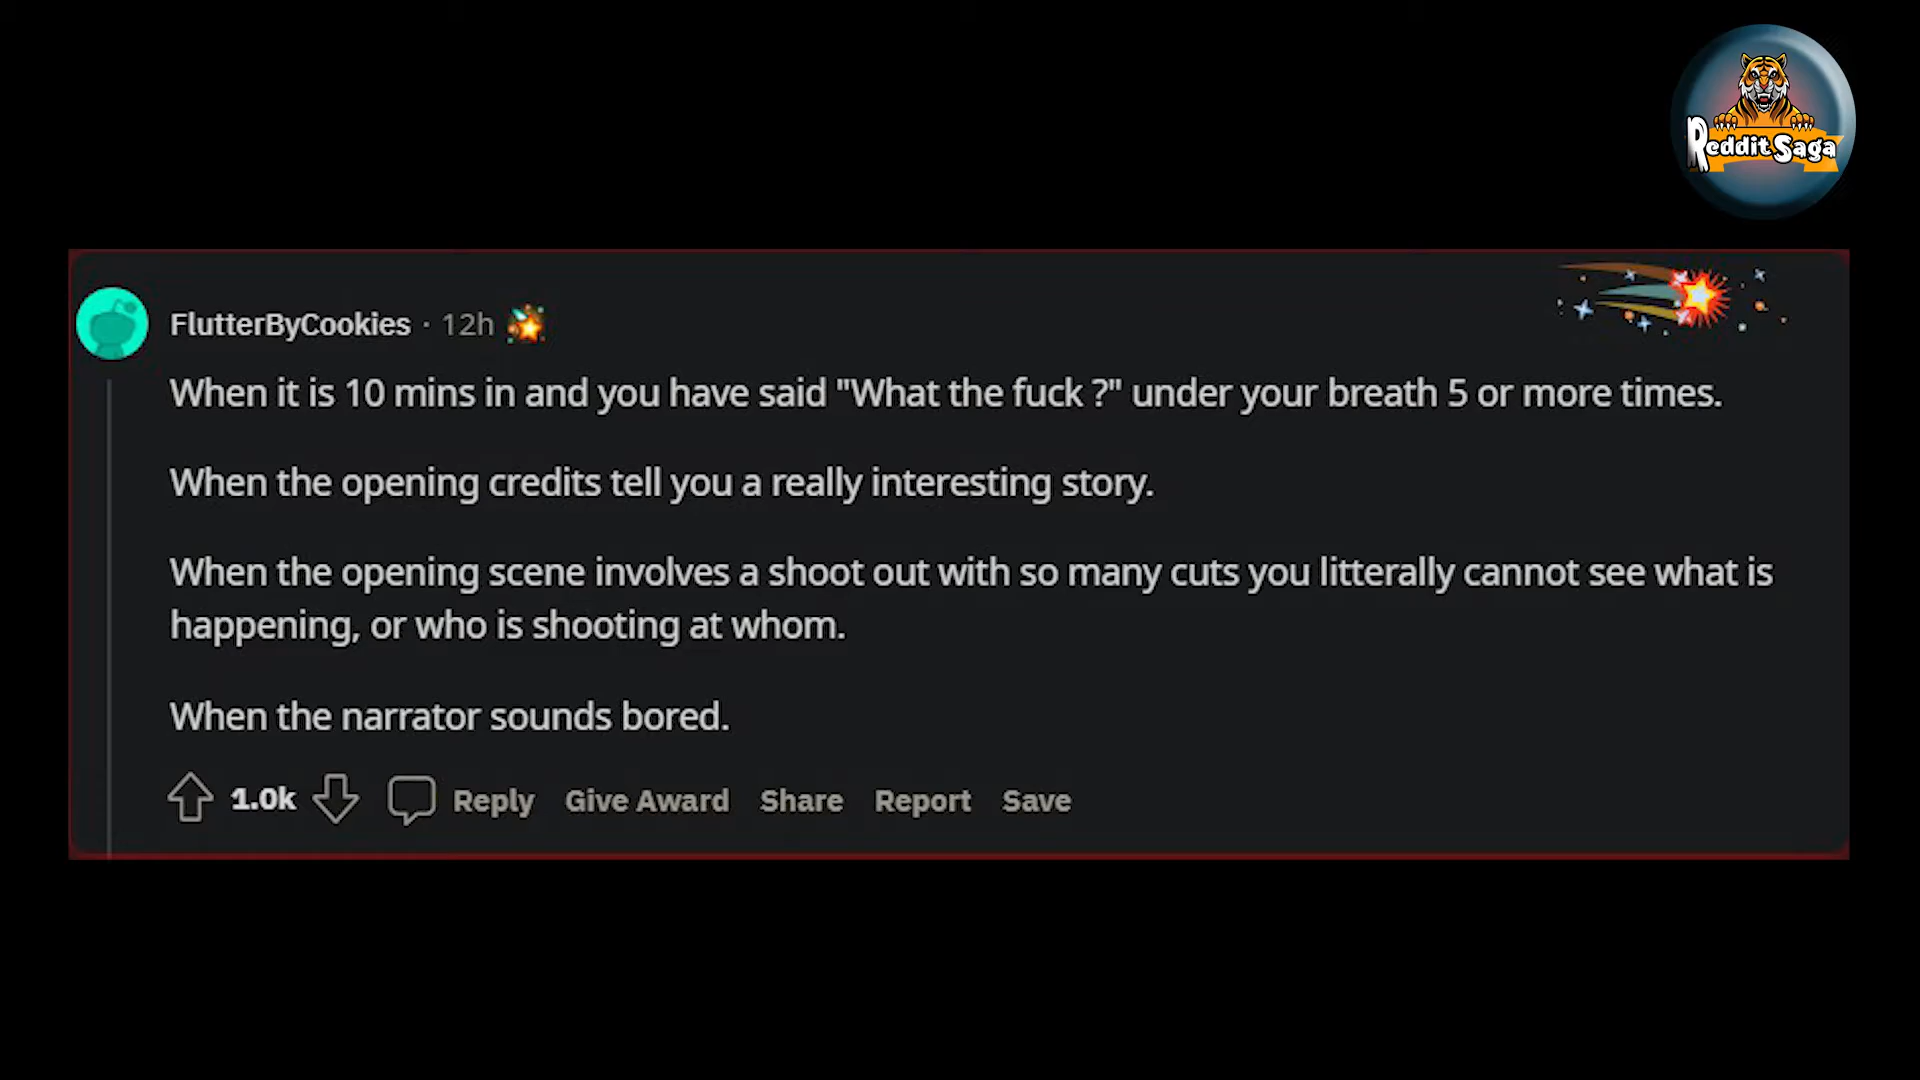 Reddit Saga
FlutterByCookies · 12h
When it is 10 mins in and you have said "What the fuck ?" under your breath 5 or more times.
When the opening credits tell you a really interesting story.
When the opening scene involves a shoot out with so many cuts you litterally cannot see what is
happening, or who is shooting at whom.
When the narrator sounds bored.
1.0k Reply Give Award Share Report Save